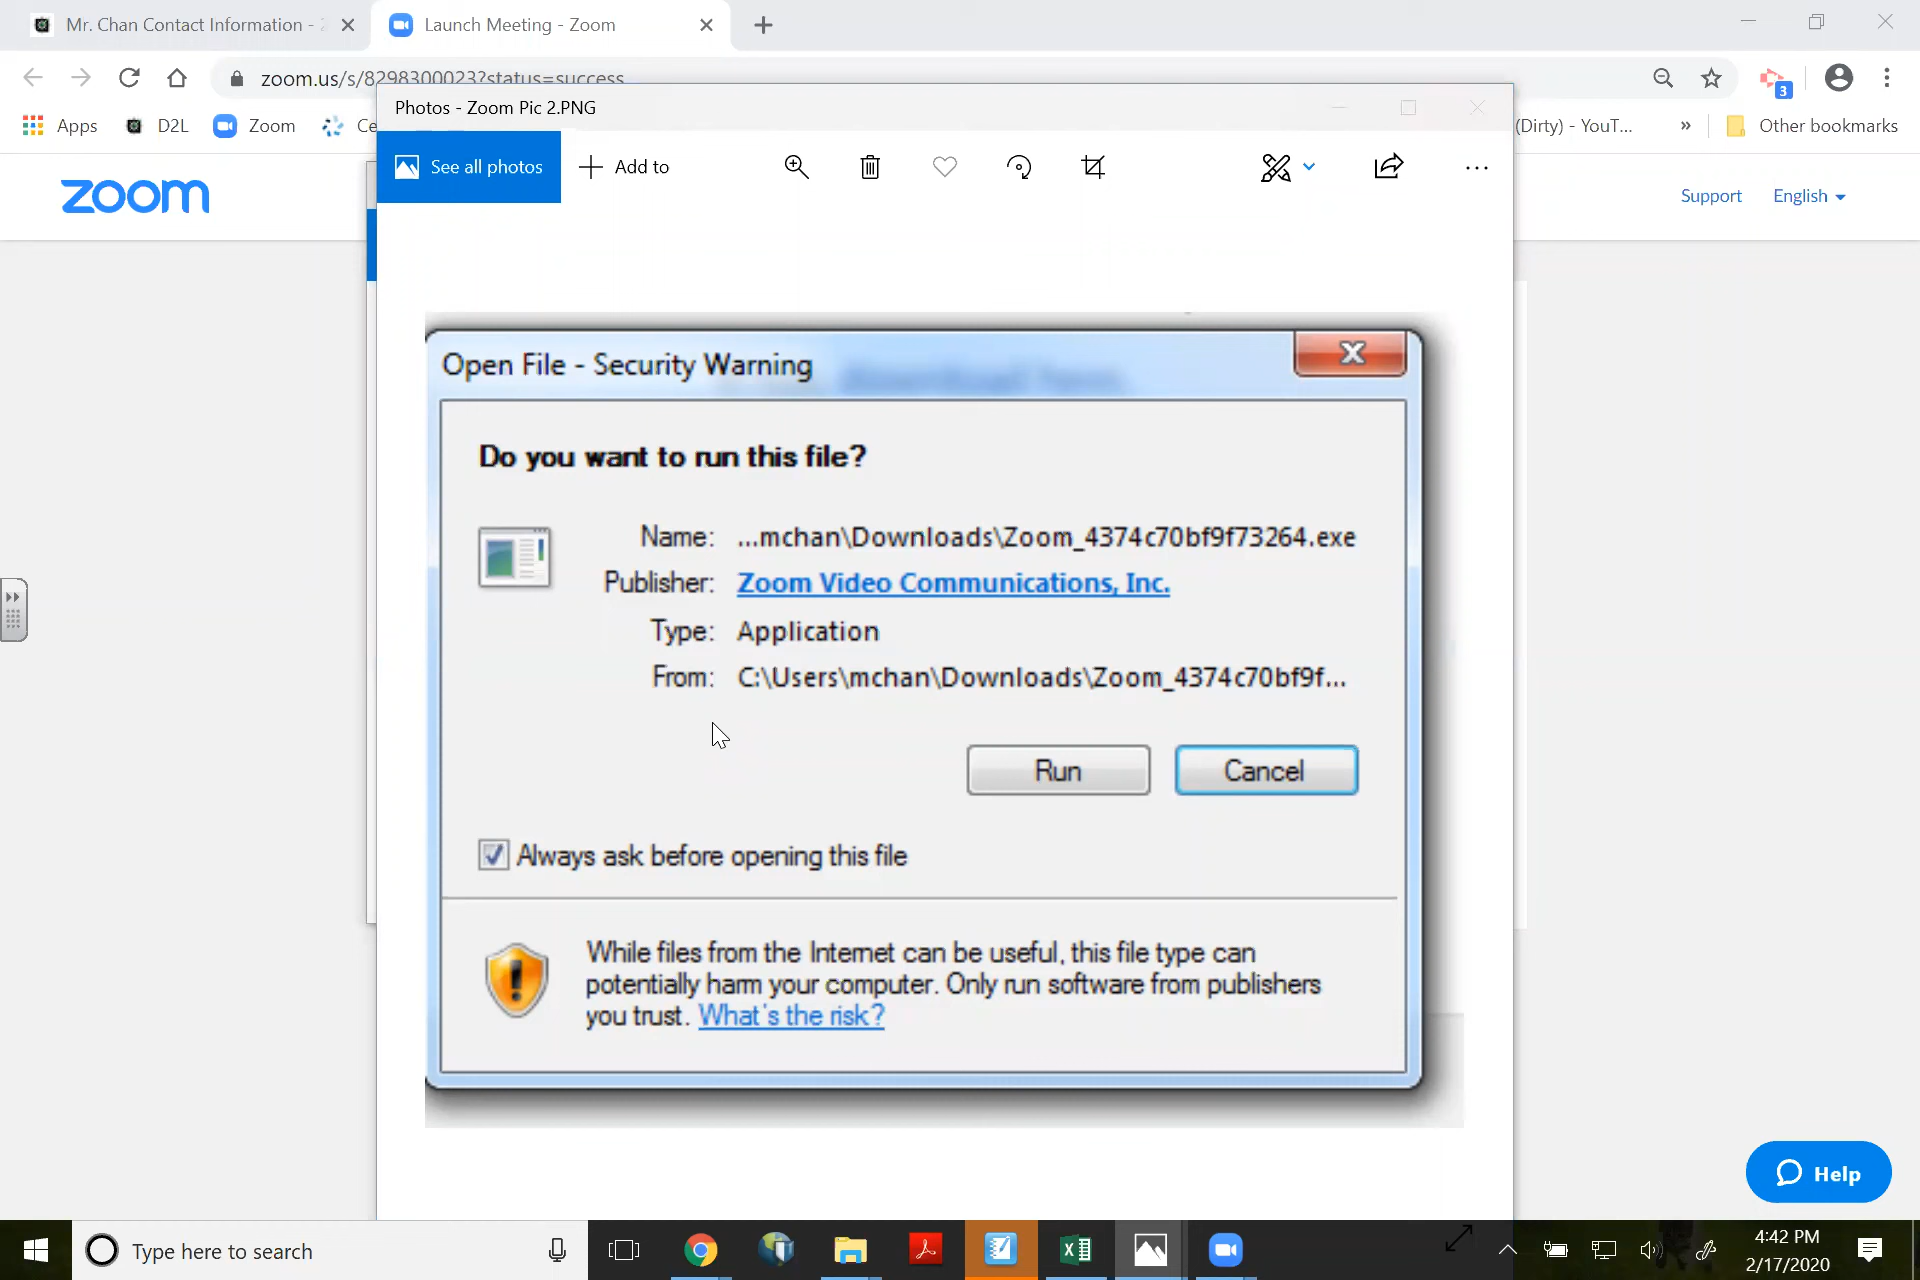 Mr. Chan Contact Information -
Launch Meeting - Zoom
zoom.us/s/8298300023?status=success
3
Apps
D2L
Zoom
Ce
(Dirty) - YouT...
»
Other bookmarks
Photos - Zoom Pic 2.PNG
See all photos
Add to
zoom
Support
English
Open File - Security Warning
Do you want to run this file?
Name: ...mchan\Downloads\Zoom_4374c70bf9f73264.exe
Publisher: Zoom Video Communications, Inc.
Type: Application
From: C:\Users\mchan\Downloads\Zoom_4374c70bf9f...
Run
Cancel
Always ask before opening this file
While files from the Internet can be useful, this file type can
potentially harm your computer. Only run software from publishers
you trust. What's the risk?
Help
Type here to search
4:42 PM
2/17/2020